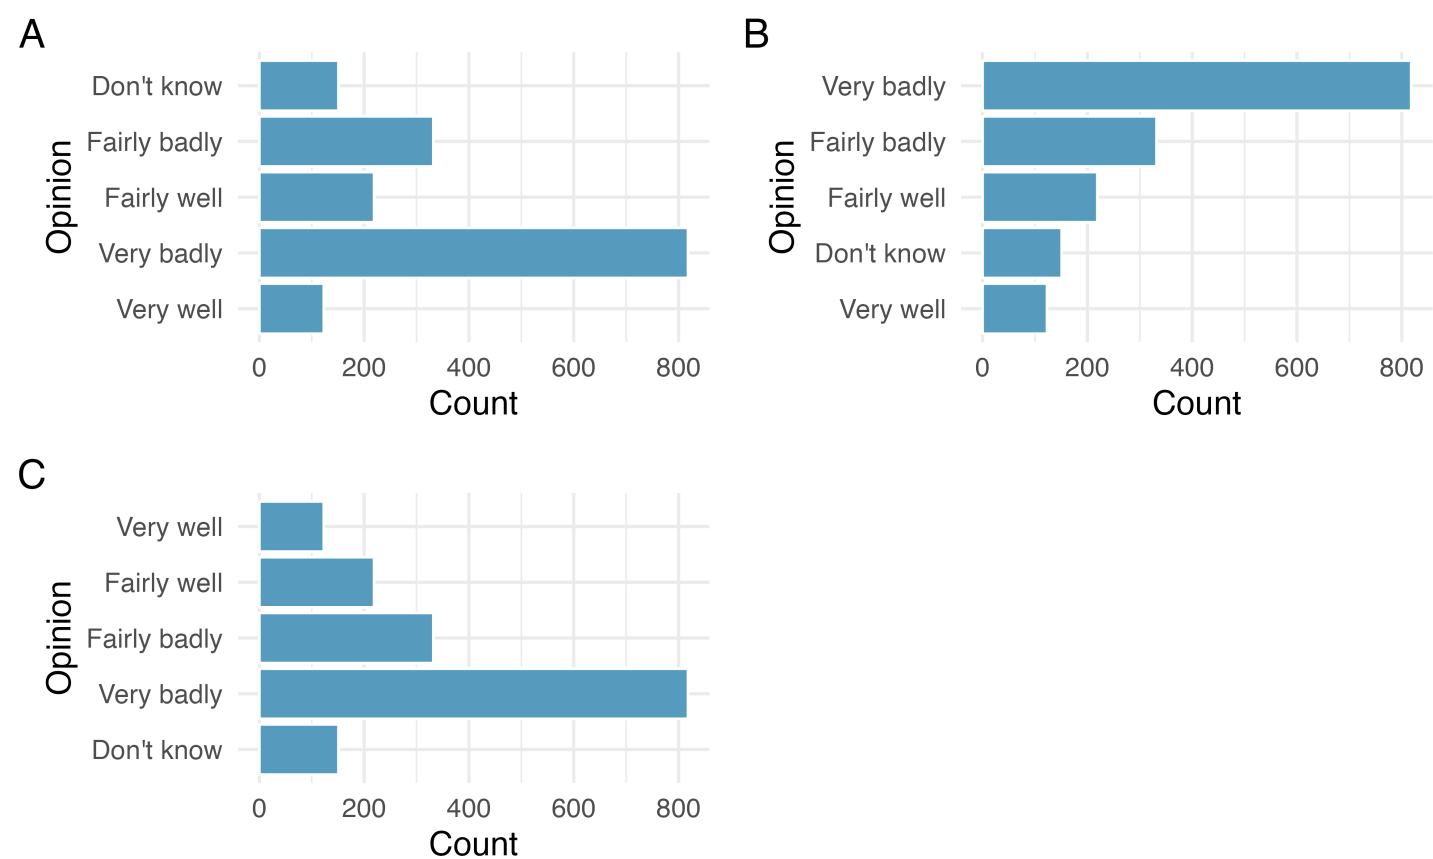 A
Opinion
Don't know
Fairly badly
Fairly well
Very badly
Very well
0 200 400 600 800
Count
B
Opinion
Very badly
Fairly badly
Fairly well
Don't know
Very well
0 200 400 600 800
Count
C
Opinion
Very well
Fairly well
Fairly badly
Very badly
Don't know
0 200 400 600 800
Count